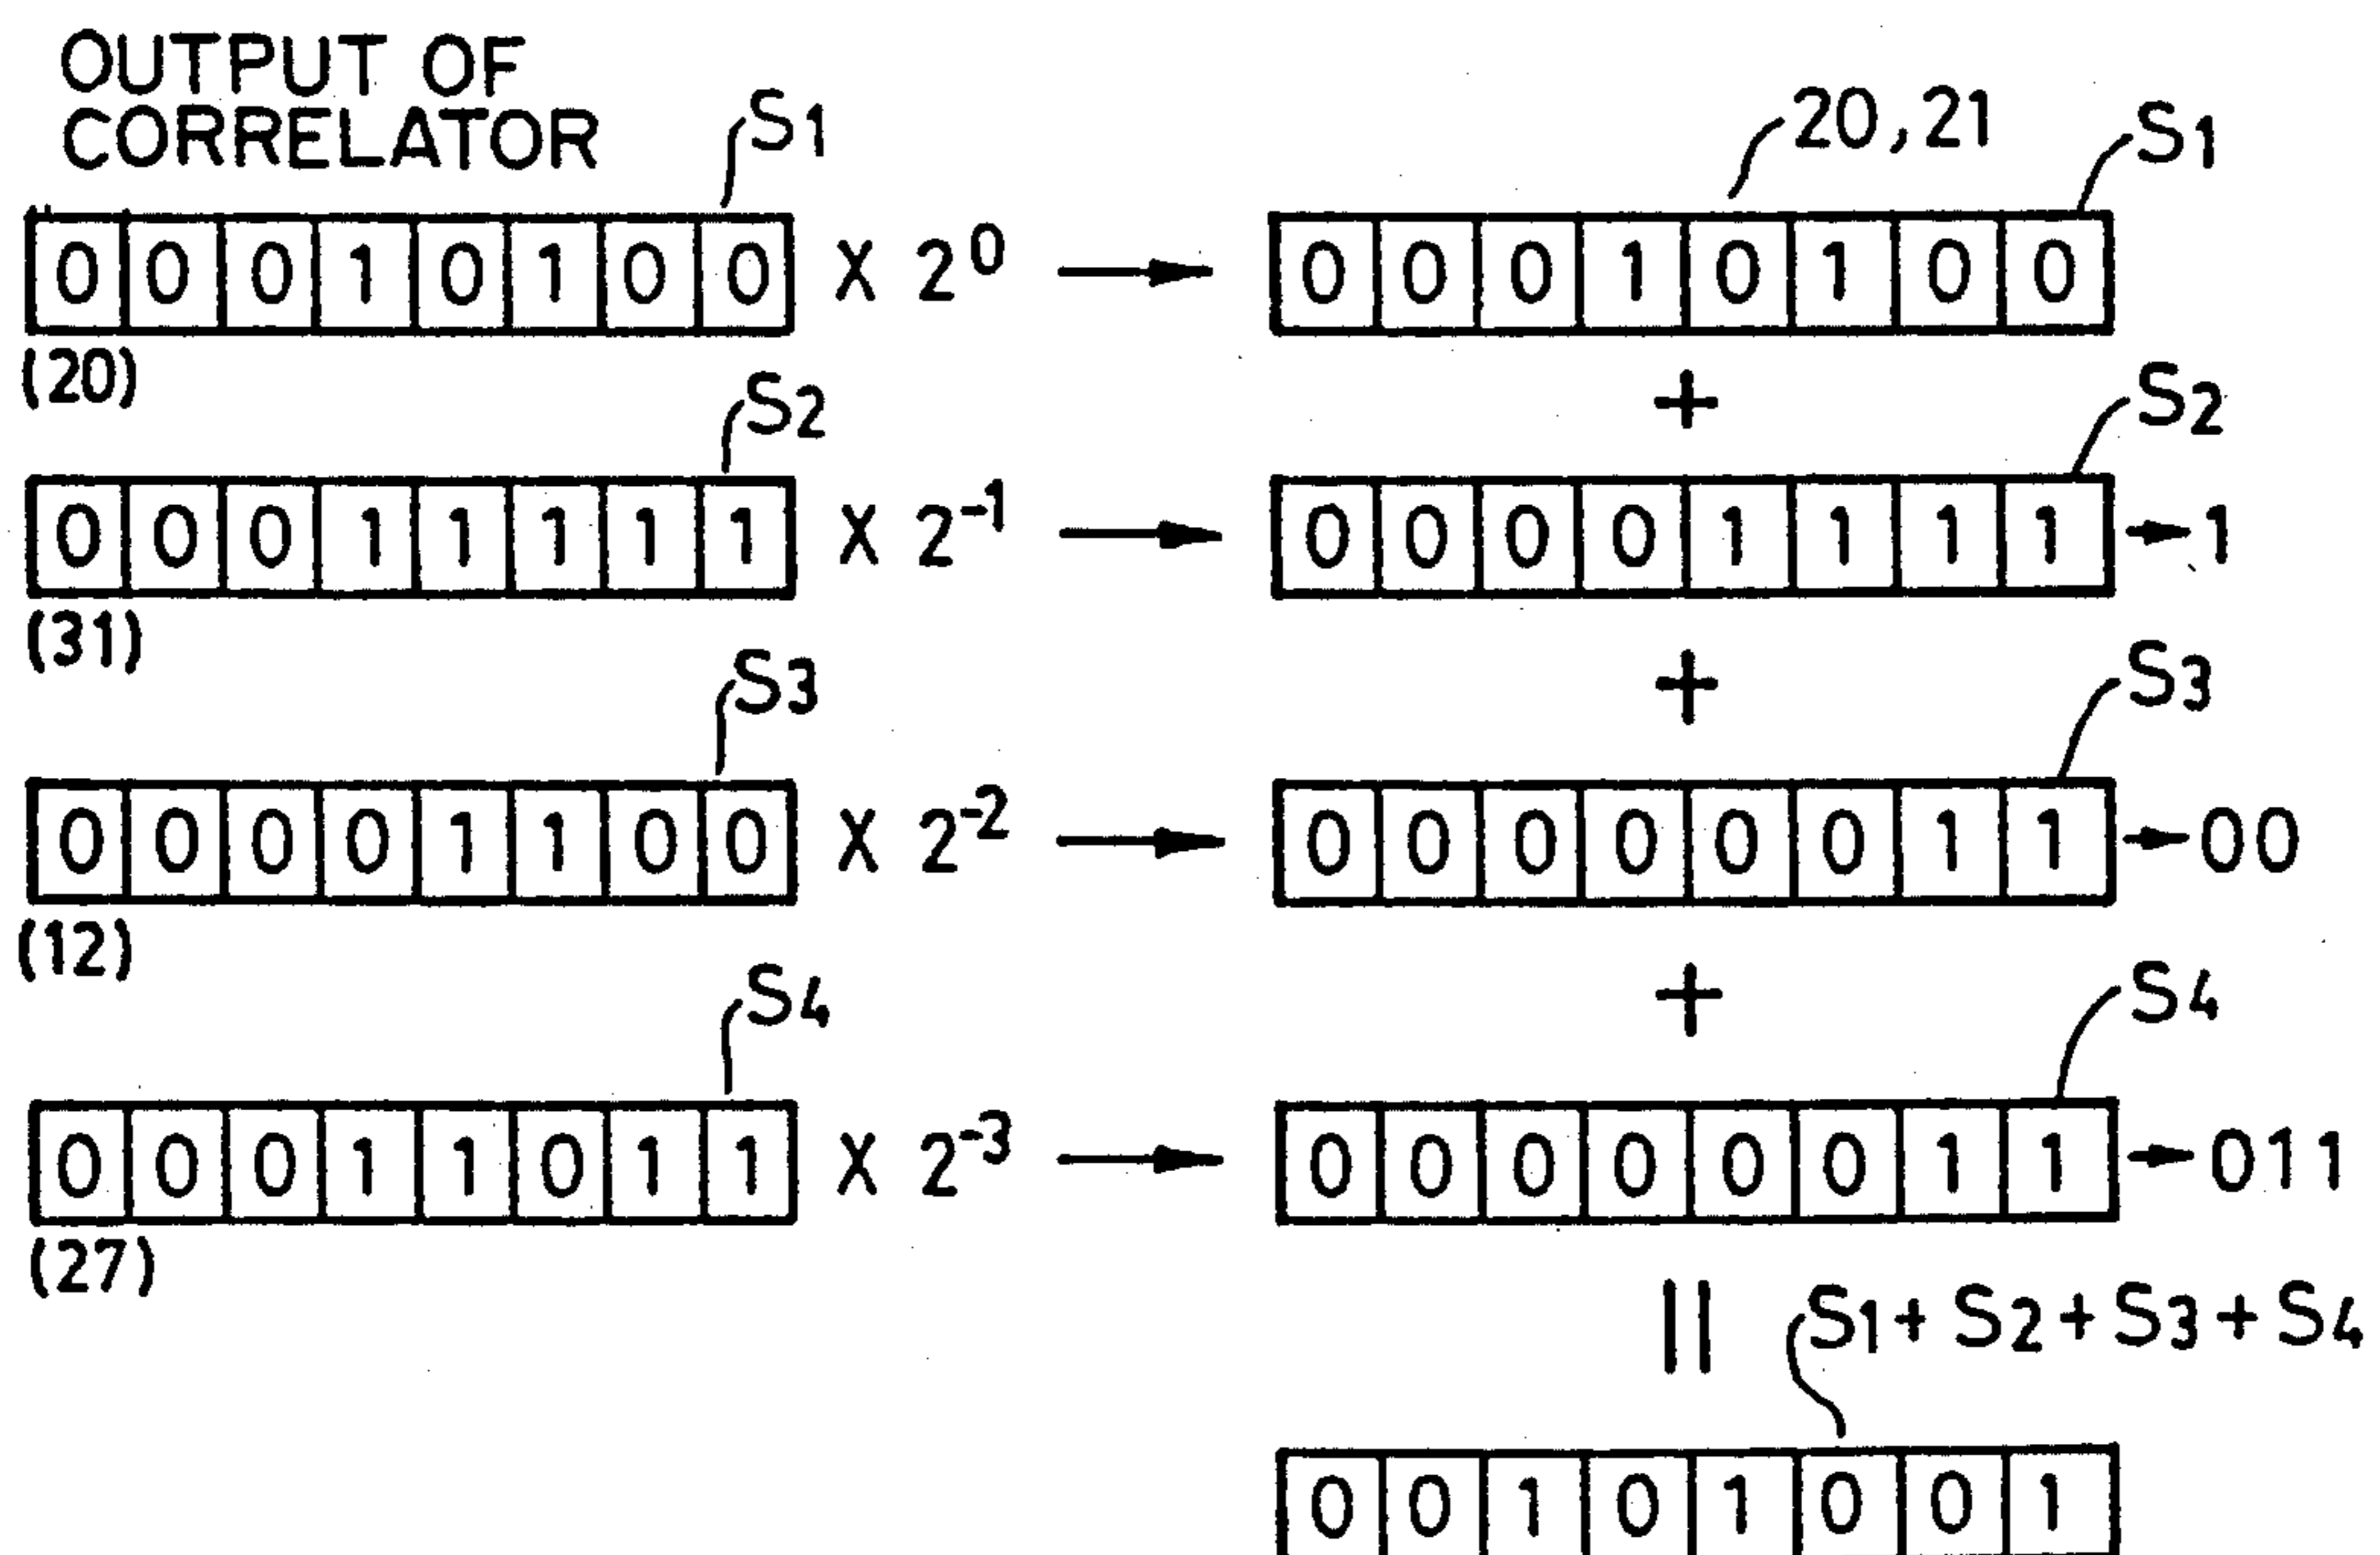 OUTPUT OF
CORRELATOR
S1
20,21
S1
0 0 0 1 0 1 0 0 X 2^0 → 0 0 0 1 0 1 0 0
(20)
+
S2
S2
0 0 0 1 1 1 1 1 X 2^-1 → 0 0 0 0 1 1 1 1 → 1
(31)
+
S3
S3
0 0 0 0 1 1 0 0 X 2^-2 → 0 0 0 0 0 0 1 1 → 00
(12)
+
S4
S4
0 0 0 1 1 0 1 1 X 2^-3 → 0 0 0 0 0 0 1 1 → 011
(27)
|| S1+S2+S3+S4
0 0 1 0 1 0 0 1